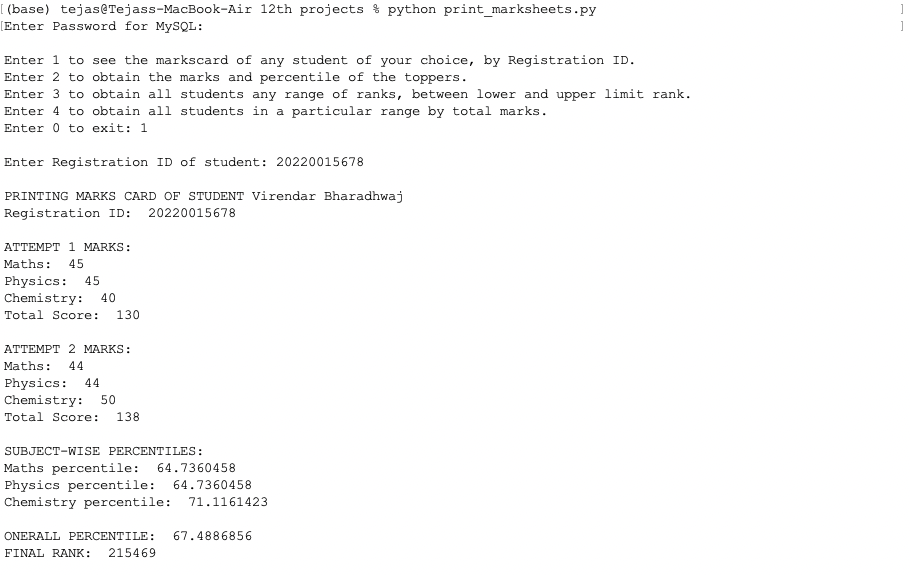 [(base) tejas@Tejass-MacBook-Air 12th projects % python print_marksheets.py ]
[Enter Password for MySQL: ]
Enter 1 to see the markscard of any student of your choice, by Registration ID.
Enter 2 to obtain the marks and percentile of the toppers.
Enter 3 to obtain all students any range of ranks, between lower and upper limit rank.
Enter 4 to obtain all students in a particular range by total marks.
Enter 0 to exit: 1
Enter Registration ID of student: 20220015678
PRINTING MARKS CARD OF STUDENT Virendar Bharadhwaj
Registration ID:  20220015678
ATTEMPT 1 MARKS:
Maths:  45
Physics:  45
Chemistry:  40
Total Score:  130
ATTEMPT 2 MARKS:
Maths:  44
Physics:  44
Chemistry:  50
Total Score:  138
SUBJECT-WISE PERCENTILES:
Maths percentile:  64.7360458
Physics percentile:  64.7360458
Chemistry percentile:  71.1161423
ONERALL PERCENTILE:  67.4886856
FINAL RANK:  215469